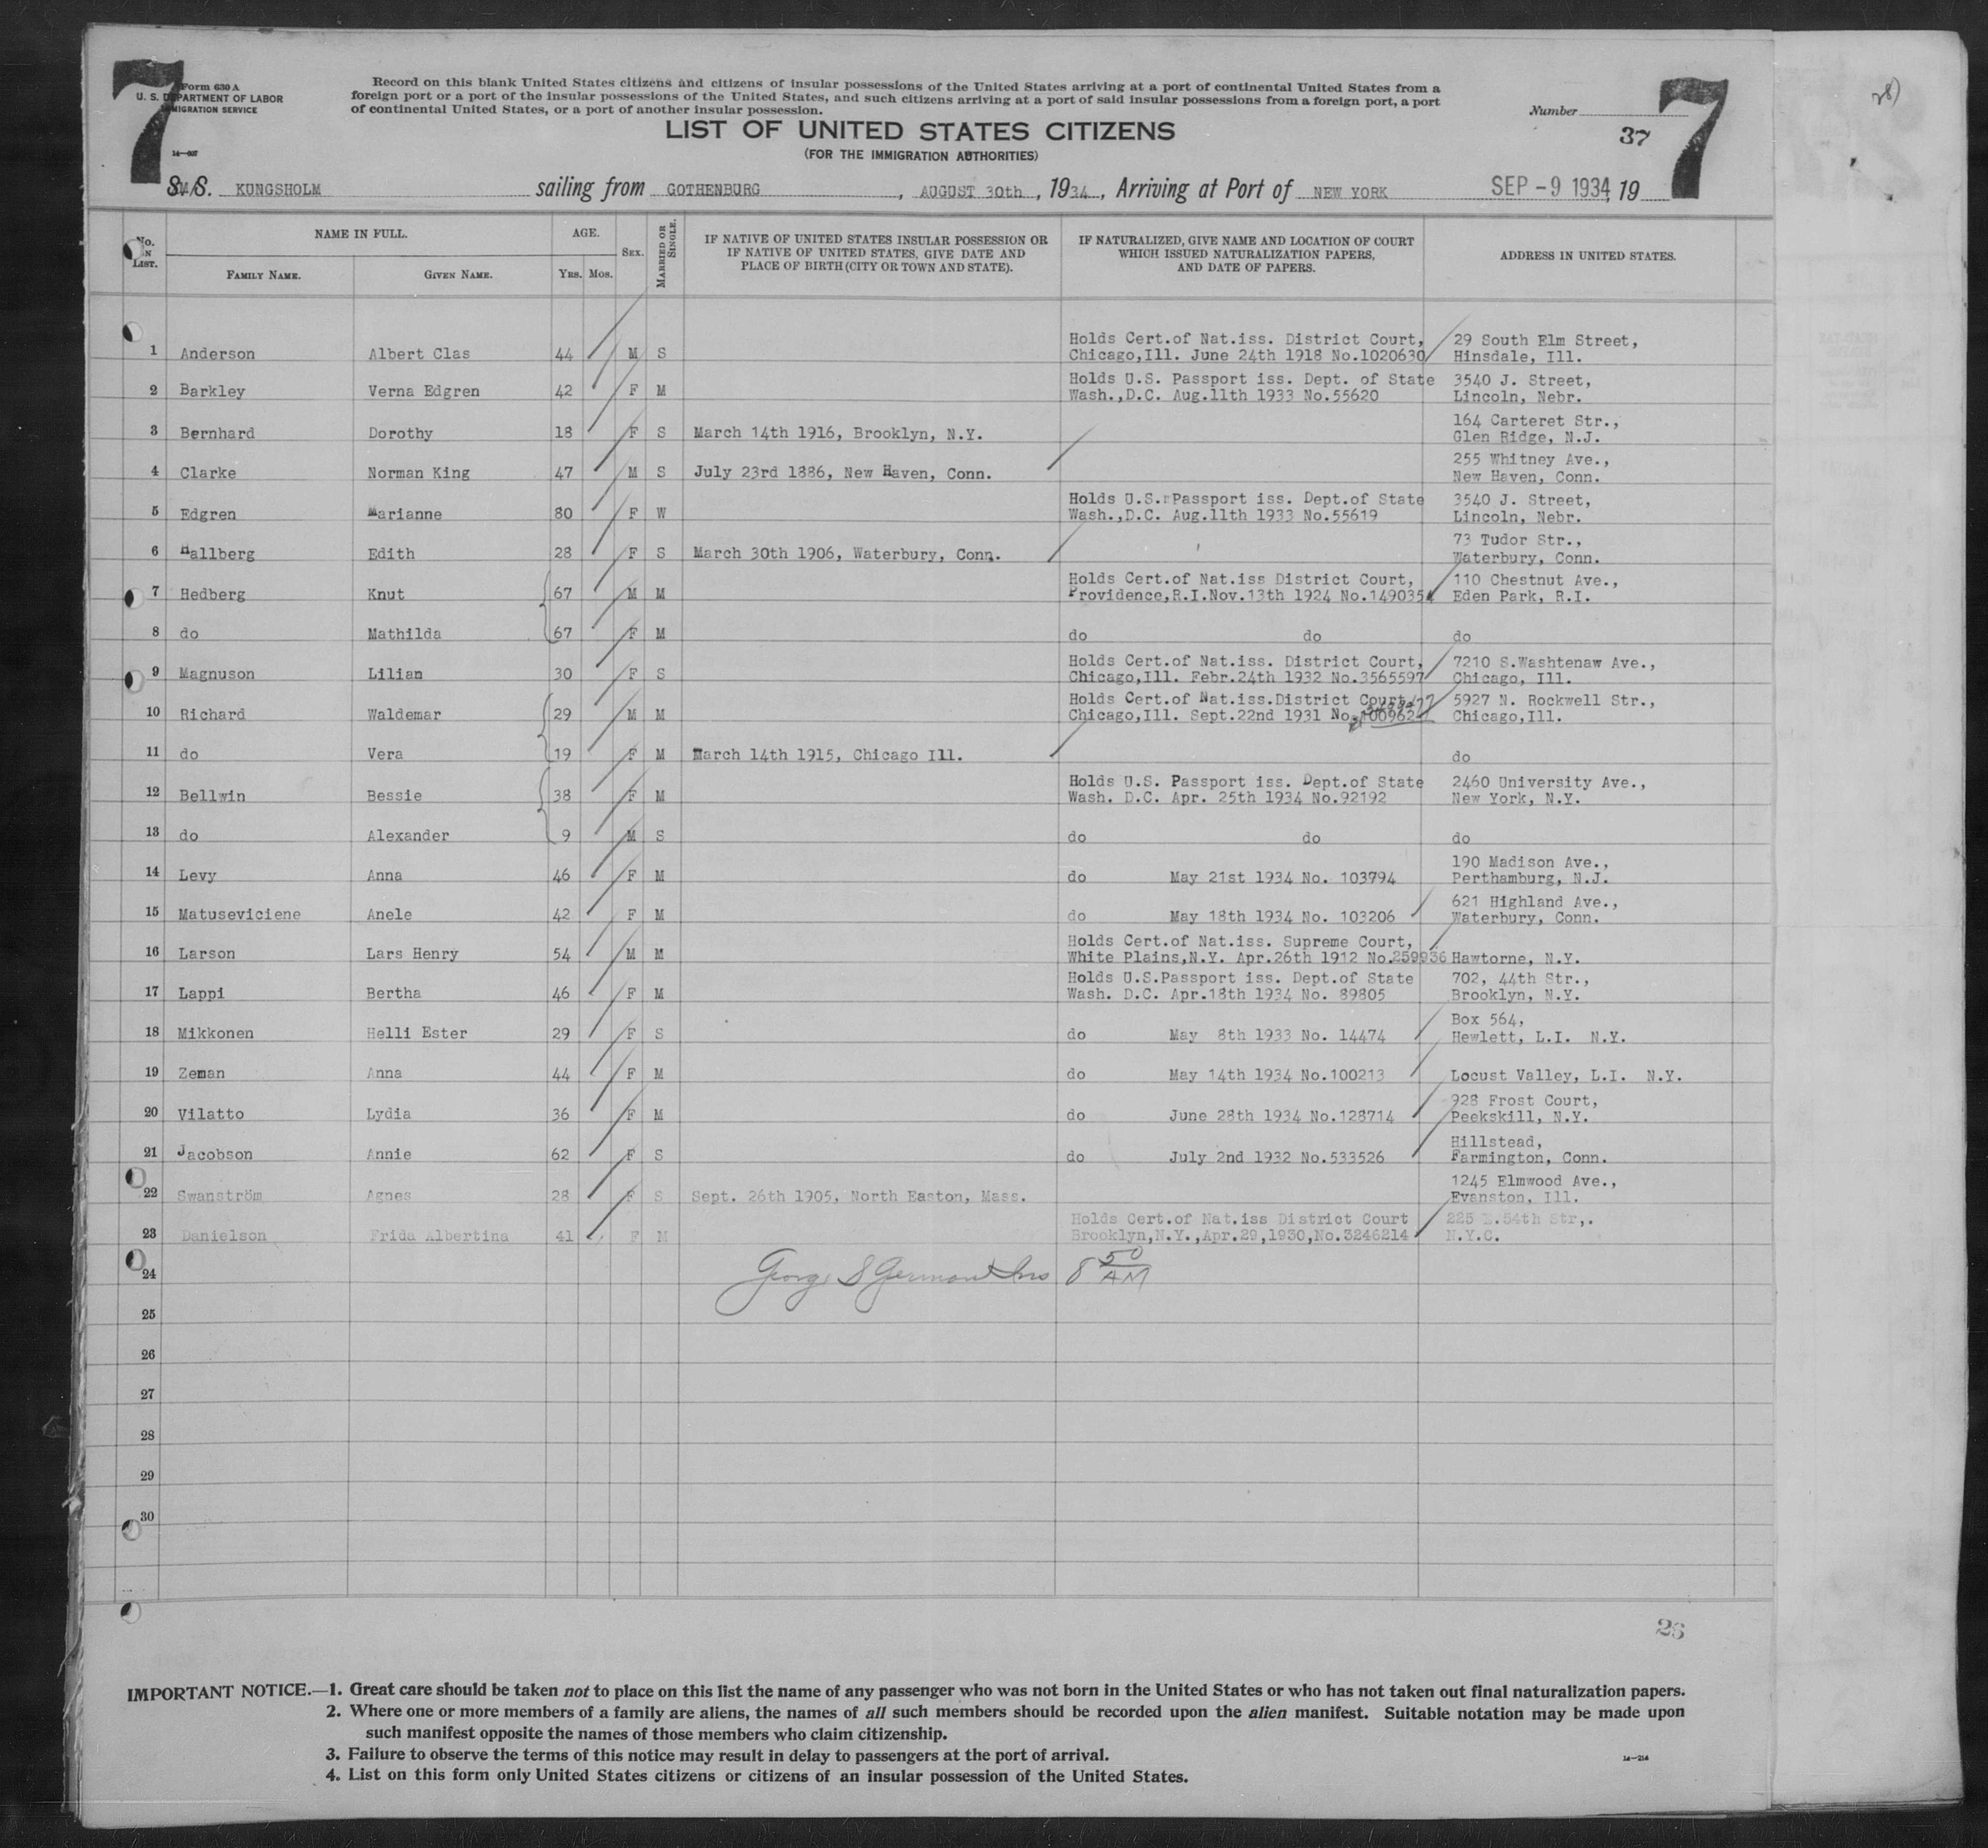 7
7
Form 630 A
U. S. DEPARTMENT OF LABOR
IMMIGRATION SERVICE
14—607
Record on this blank United States citizens and citizens of insular possessions of the United States arriving at a port of continental United States from a
foreign port or a port of the insular possessions of the United States, and such citizens arriving at a port of said insular possessions from a foreign port, a port
of continental United States, or a port of another insular possession.
Number
37
LIST OF UNITED STATES CITIZENS
(FOR THE IMMIGRATION AUTHORITIES)
S. S. KUNGSHOLM sailing from GOTHENBURG, AUGUST 30th, 1934, Arriving at Port of NEW YORK SEP -9 1934, 19
No. IN LIST. NAME IN FULL. FAMILY NAME. GIVEN NAME. AGE. YRS. MOS. SEX. MARRIED OR SINGLE.
IF NATIVE OF UNITED STATES INSULAR POSSESSION OR
IF NATIVE OF UNITED STATES, GIVE DATE AND
PLACE OF BIRTH (CITY OR TOWN AND STATE).
IF NATURALIZED, GIVE NAME AND LOCATION OF COURT
WHICH ISSUED NATURALIZATION PAPERS,
AND DATE OF PAPERS.
ADDRESS IN UNITED STATES.
Holds Cert.of Nat.iss. District Court, 29 South Elm Street,
1 Anderson Albert Clas 44 M S Chicago,Ill. June 24th 1918 No.1020630 Hinsdale, Ill.
Holds U.S. Passport iss. Dept. of State 3540 J. Street,
2 Barkley Verna Edgren 42 F M Wash.,D.C. Aug.11th 1933 No.55620 Lincoln, Nebr.
164 Carteret Str.,
3 Bernhard Dorothy 18 F S March 14th 1916, Brooklyn, N.Y. Glen Ridge, N.J.
255 Whitney Ave.,
4 Clarke Norman King 47 M S July 23rd 1886, New Haven, Conn. New Haven, Conn.
Holds U.S. Passport iss. Dept.of State 3540 J. Street,
5 Edgren Marianne 80 F W Wash.,D.C. Aug.11th 1933 No.55619 Lincoln, Nebr.
73 Tudor Str.,
6 Hallberg Edith 28 F S March 30th 1906, Waterbury, Conn. Waterbury, Conn.
Holds Cert.of Nat.iss District Court, 110 Chestnut Ave.,
7 Hedberg Knut 67 M M Providence,R.I.Nov.13th 1924 No.1490354 Eden Park, R.I.
8 do Mathilda 67 F M do do do
Holds Cert.of Nat.iss. District Court, 7210 S.Washtenaw Ave.,
9 Magnuson Lilian 30 F S Chicago,Ill. Febr.24th 1932 No.3565597 Chicago, Ill.
Holds Cert.of Nat.iss.District Court 5927 N. Rockwell Str.,
10 Richard Waldemar 29 M M Chicago,Ill. Sept.22nd 1931 No. Chicago,Ill.
11 do Vera 19 F M March 14th 1915, Chicago Ill. do
Holds U.S. Passport iss. Dept.of State 2460 University Ave.,
12 Bellwin Bessie 38 F M Wash. D.C. Apr. 25th 1934 No.92192 New York, N.Y.
13 do Alexander 9 M S do do do
190 Madison Ave.,
14 Levy Anna 46 F M do May 21st 1934 No. 103794 Perthamburg, N.J.
621 Highland Ave.,
15 Matuseviciene Anele 42 F M do May 18th 1934 No. 103206 Waterbury, Conn.
Holds Cert.of Nat.iss. Supreme Court,
16 Larson Lars Henry 54 M M White Plains,N.Y. Apr.26th 1912 No.259936 Hawtorne, N.Y.
Holds U.S.Passport iss. Dept.of State 702, 44th Str.,
17 Lappi Bertha 46 F M Wash. D.C. Apr.18th 1934 No. 89805 Brooklyn, N.Y.
Box 564,
18 Mikkonen Helli Ester 29 F S do May 8th 1933 No. 14474 Hewlett, L.I. N.Y.
19 Zeman Anna 44 F M do May 14th 1934 No.100213 Locust Valley, L.I. N.Y.
928 Frost Court,
20 Vilatto Lydia 36 F M do June 28th 1934 No.128714 Peekskill, N.Y.
Hillstead,
21 Jacobson Annie 62 F S do July 2nd 1932 No.533526 Farmington, Conn.
1245 Elmwood Ave.,
22 Swanström Agnes 28 F S Sept. 26th 1905, North Easton, Mass. Evanston, Ill.
Holds Cert.of Nat.iss District Court 225 E.54th Str,.
23 Danielson Frida Albertina 41 F M Brooklyn,N.Y.,Apr.29,1930,No.3246214 N.Y.C.
24 George S 8 50 AM
25
26
27
28
29
30
IMPORTANT NOTICE.—1. Great care should be taken not to place on this list the name of any passenger who was not born in the United States or who has not taken out final naturalization papers.
2. Where one or more members of a family are aliens, the names of all such members should be recorded upon the alien manifest. Suitable notation may be made upon
such manifest opposite the names of those members who claim citizenship.
3. Failure to observe the terms of this notice may result in delay to passengers at the port of arrival.
4. List on this form only United States citizens or citizens of an insular possession of the United States.
14—214